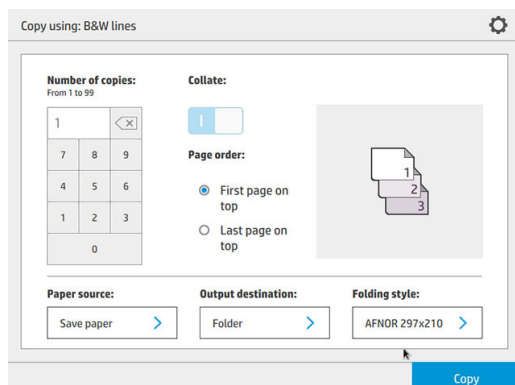 Copy using: B&W lines
Number of copies:
From 1 to 99
1
7 8 9
4 5 6
1 2 3
0
Collate:
Page order:
First page on
top
Last page on
top
1
2
3
Paper source:
Save paper
Output destination:
Folder
Folding style:
AFNOR 297x210
Copy